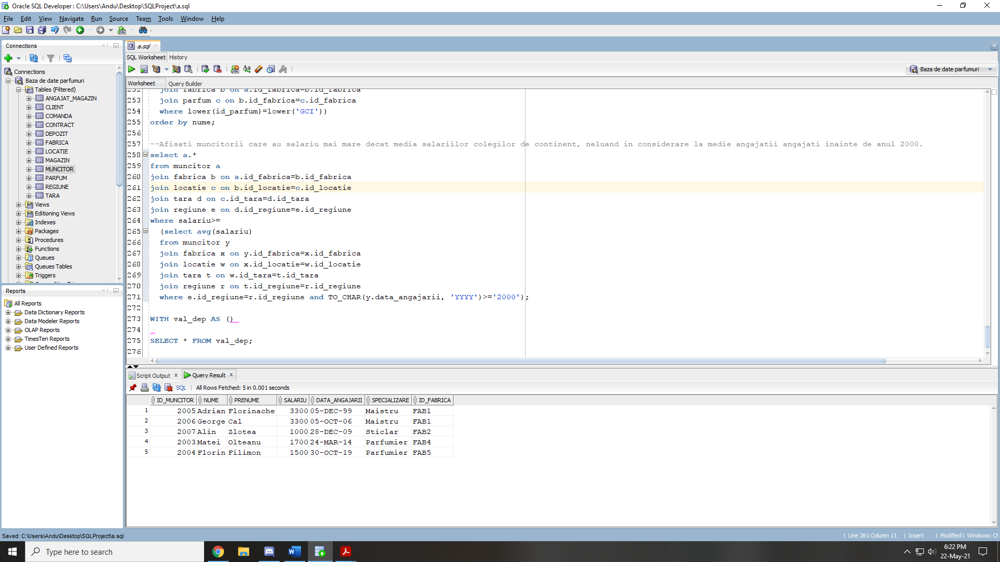 Oracle SQL Developer : C:\Users\Andu\Desktop\SQLProject\a.sql
File Edit View Navigate Run Source Team Tools Window Help
Connections
Connections
Baza de date parfumuri
Tables (Filtered)
ANGAJAT_MAGAZIN
CLIENT
COMANDA
CONTRACT
DEPOZIT
FABRICA
LOCATIE
MAGAZIN
MUNCITOR
PARFUM
REGIUNE
TARA
Views
Editioning Views
Indexes
Packages
Procedures
Functions
Queues
Queues Tables
Triggers
Reports
All Reports
Data Dictionary Reports
Data Modeler Reports
OLAP Reports
TimesTen Reports
User Defined Reports
a.sql
SQL Worksheet History
Baza de date parfumuri
Worksheet Query Builder
252 join fabrica b on a.id_fabrica=b.id_fabrica
253 join parfum c on b.id_fabrica=c.id_fabrica
254 where lower(id_parfum)=lower('GCI'))
255 order by nume;
256
257 --Afisati muncitorii care au salariu mai mare decat media salariilor colegilor de continent, neluand in considerare la medie angajatii angajati inainte de anul 2000.
258 select a.*
259 from muncitor a
260 join fabrica b on a.id_fabrica=b.id_fabrica
261 join locatie c on b.id_locatie=c.id_locatie
262 join tara d on c.id_tara=d.id_tara
263 join regiune e on d.id_regiune=e.id_regiune
264 where salariu>=
265 (select avg(salariu)
266 from muncitor y
267 join fabrica x on y.id_fabrica=x.id_fabrica
268 join locatie w on x.id_locatie=w.id_locatie
269 join tara t on w.id_tara=t.id_tara
270 join regiune r on t.id_regiune=r.id_regiune
271 where e.id_regiune=r.id_regiune and TO_CHAR(y.data_angajarii, 'YYYY')>='2000');
272
273 WITH val_dep AS ()
274
275 SELECT * FROM val_dep;
276
Script Output x Query Result x
SQL | All Rows Fetched: 5 in 0.001 seconds
ID_MUNCITOR NUME PRENUME SALARIU DATA_ANGAJARII SPECIALIZARE ID_FABRICA
1 2005 Adrian Florinache 3300 05-DEC-99 Maistru FAB1
2 2006 George Cal 3300 05-OCT-06 Maistru FAB1
3 2007 Alin Zlotea 1000 28-DEC-09 Sticlar FAB2
4 2003 Matei Olteanu 1700 24-MAR-14 Parfumier FAB4
5 2004 Florin Filimon 1500 30-OCT-19 Parfumier FAB5
Saved: C:\Users\Andu\Desktop\SQLProject\a.sql
| Line 261 Column 11 | Insert | Modified | Windows:
Type here to search
6:22 PM
22-May-21